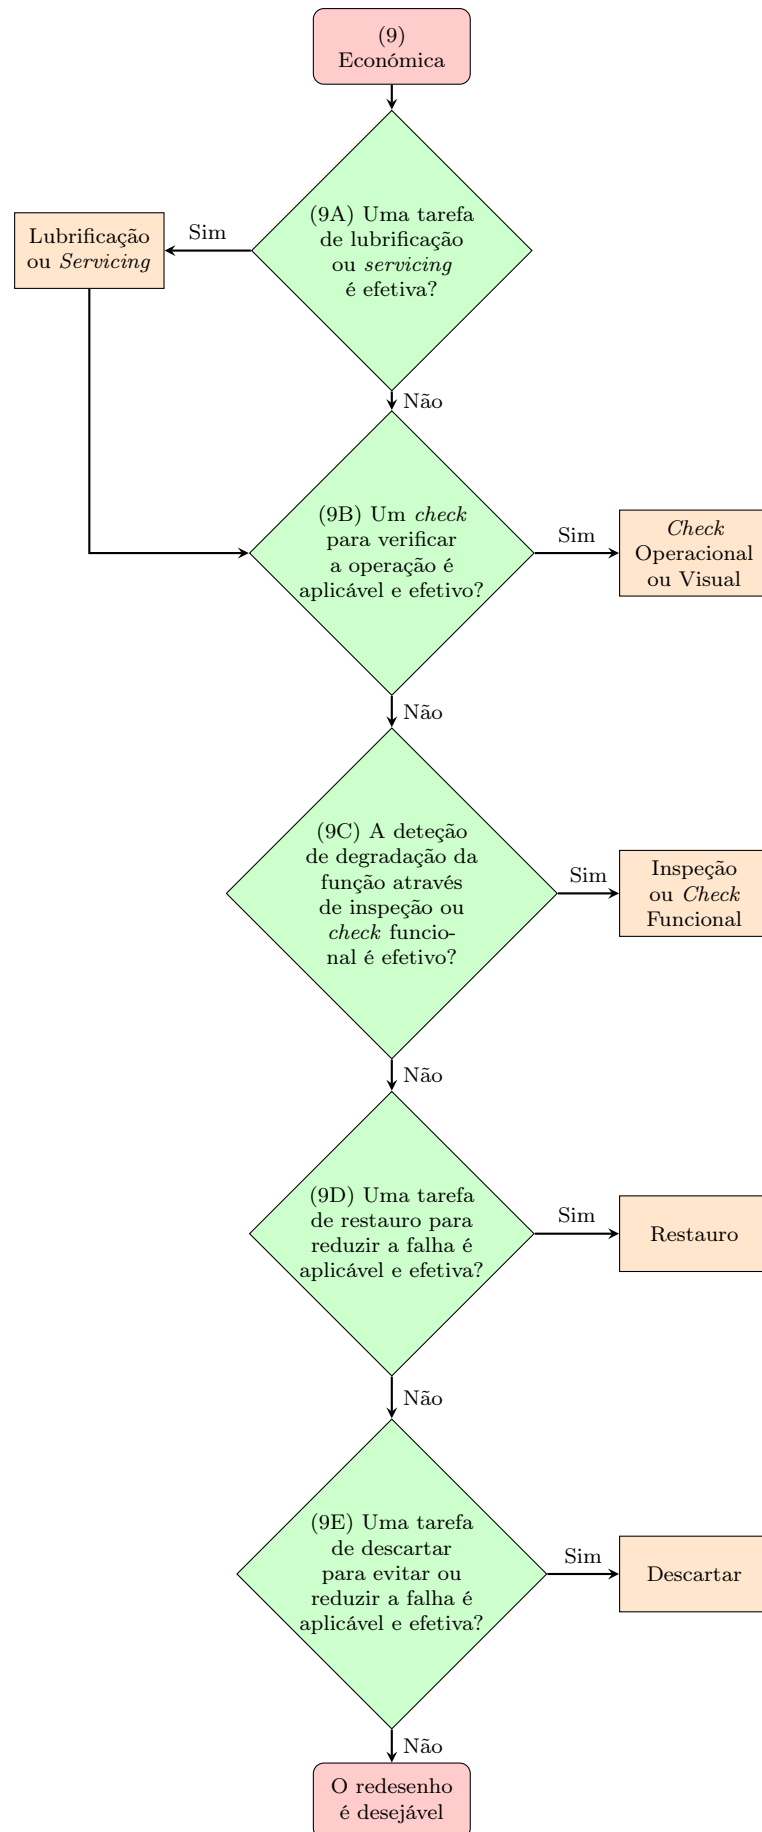 (9)
Económica
(9A) Uma tarefa
de lubrificação
ou servicing
é efetiva?
Sim
Lubrificação
ou Servicing
Não
(9B) Um check
para verificar
a operação é
aplicável e efetivo?
Sim
Check
Operacional
ou Visual
Não
(9C) A deteção
de degradação da
função através
de inspeção ou
check funcio-
nal é efetivo?
Sim
Inspeção
ou Check
Funcional
Não
(9D) Uma tarefa
de restauro para
reduzir a falha é
aplicável e efetiva?
Sim
Restauro
Não
(9E) Uma tarefa
de descartar
para evitar ou
reduzir a falha é
aplicável e efetiva?
Sim
Descartar
Não
O redesenho
é desejável